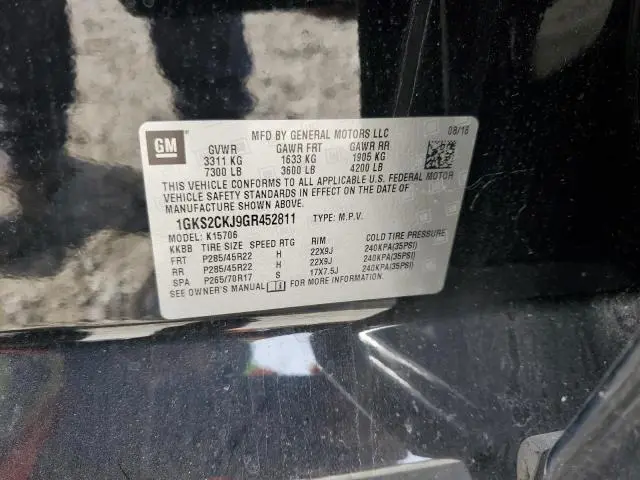 GM
MFD BY GENERAL MOTORS LLC
08/16
GVWR GAWR FRT GAWR RR
3311 KG 1633 KG 1905 KG
7300 LB 3600 LB 4200 LB
THIS VEHICLE CONFORMS TO ALL APPLICABLE U.S. FEDERAL MOTOR
VEHICLE SAFETY STANDARDS IN EFFECT ON THE DATE OF
MANUFACTURE SHOWN ABOVE.
1GKS2CKJ9GR452811 TYPE: M.P.V.
MODEL: K15706
KKBB TIRE SIZE SPEED RTG RIM COLD TIRE PRESSURE
FRT P285/45R22 H 22X9J 240KPA(35PSI)
RR P285/45R22 H 22X9J 240KPA(35PSI)
SPA P265/70R17 S 17X7.5J 240KPA(35PSI)
SEE OWNER'S MANUAL FOR MORE INFORMATION.